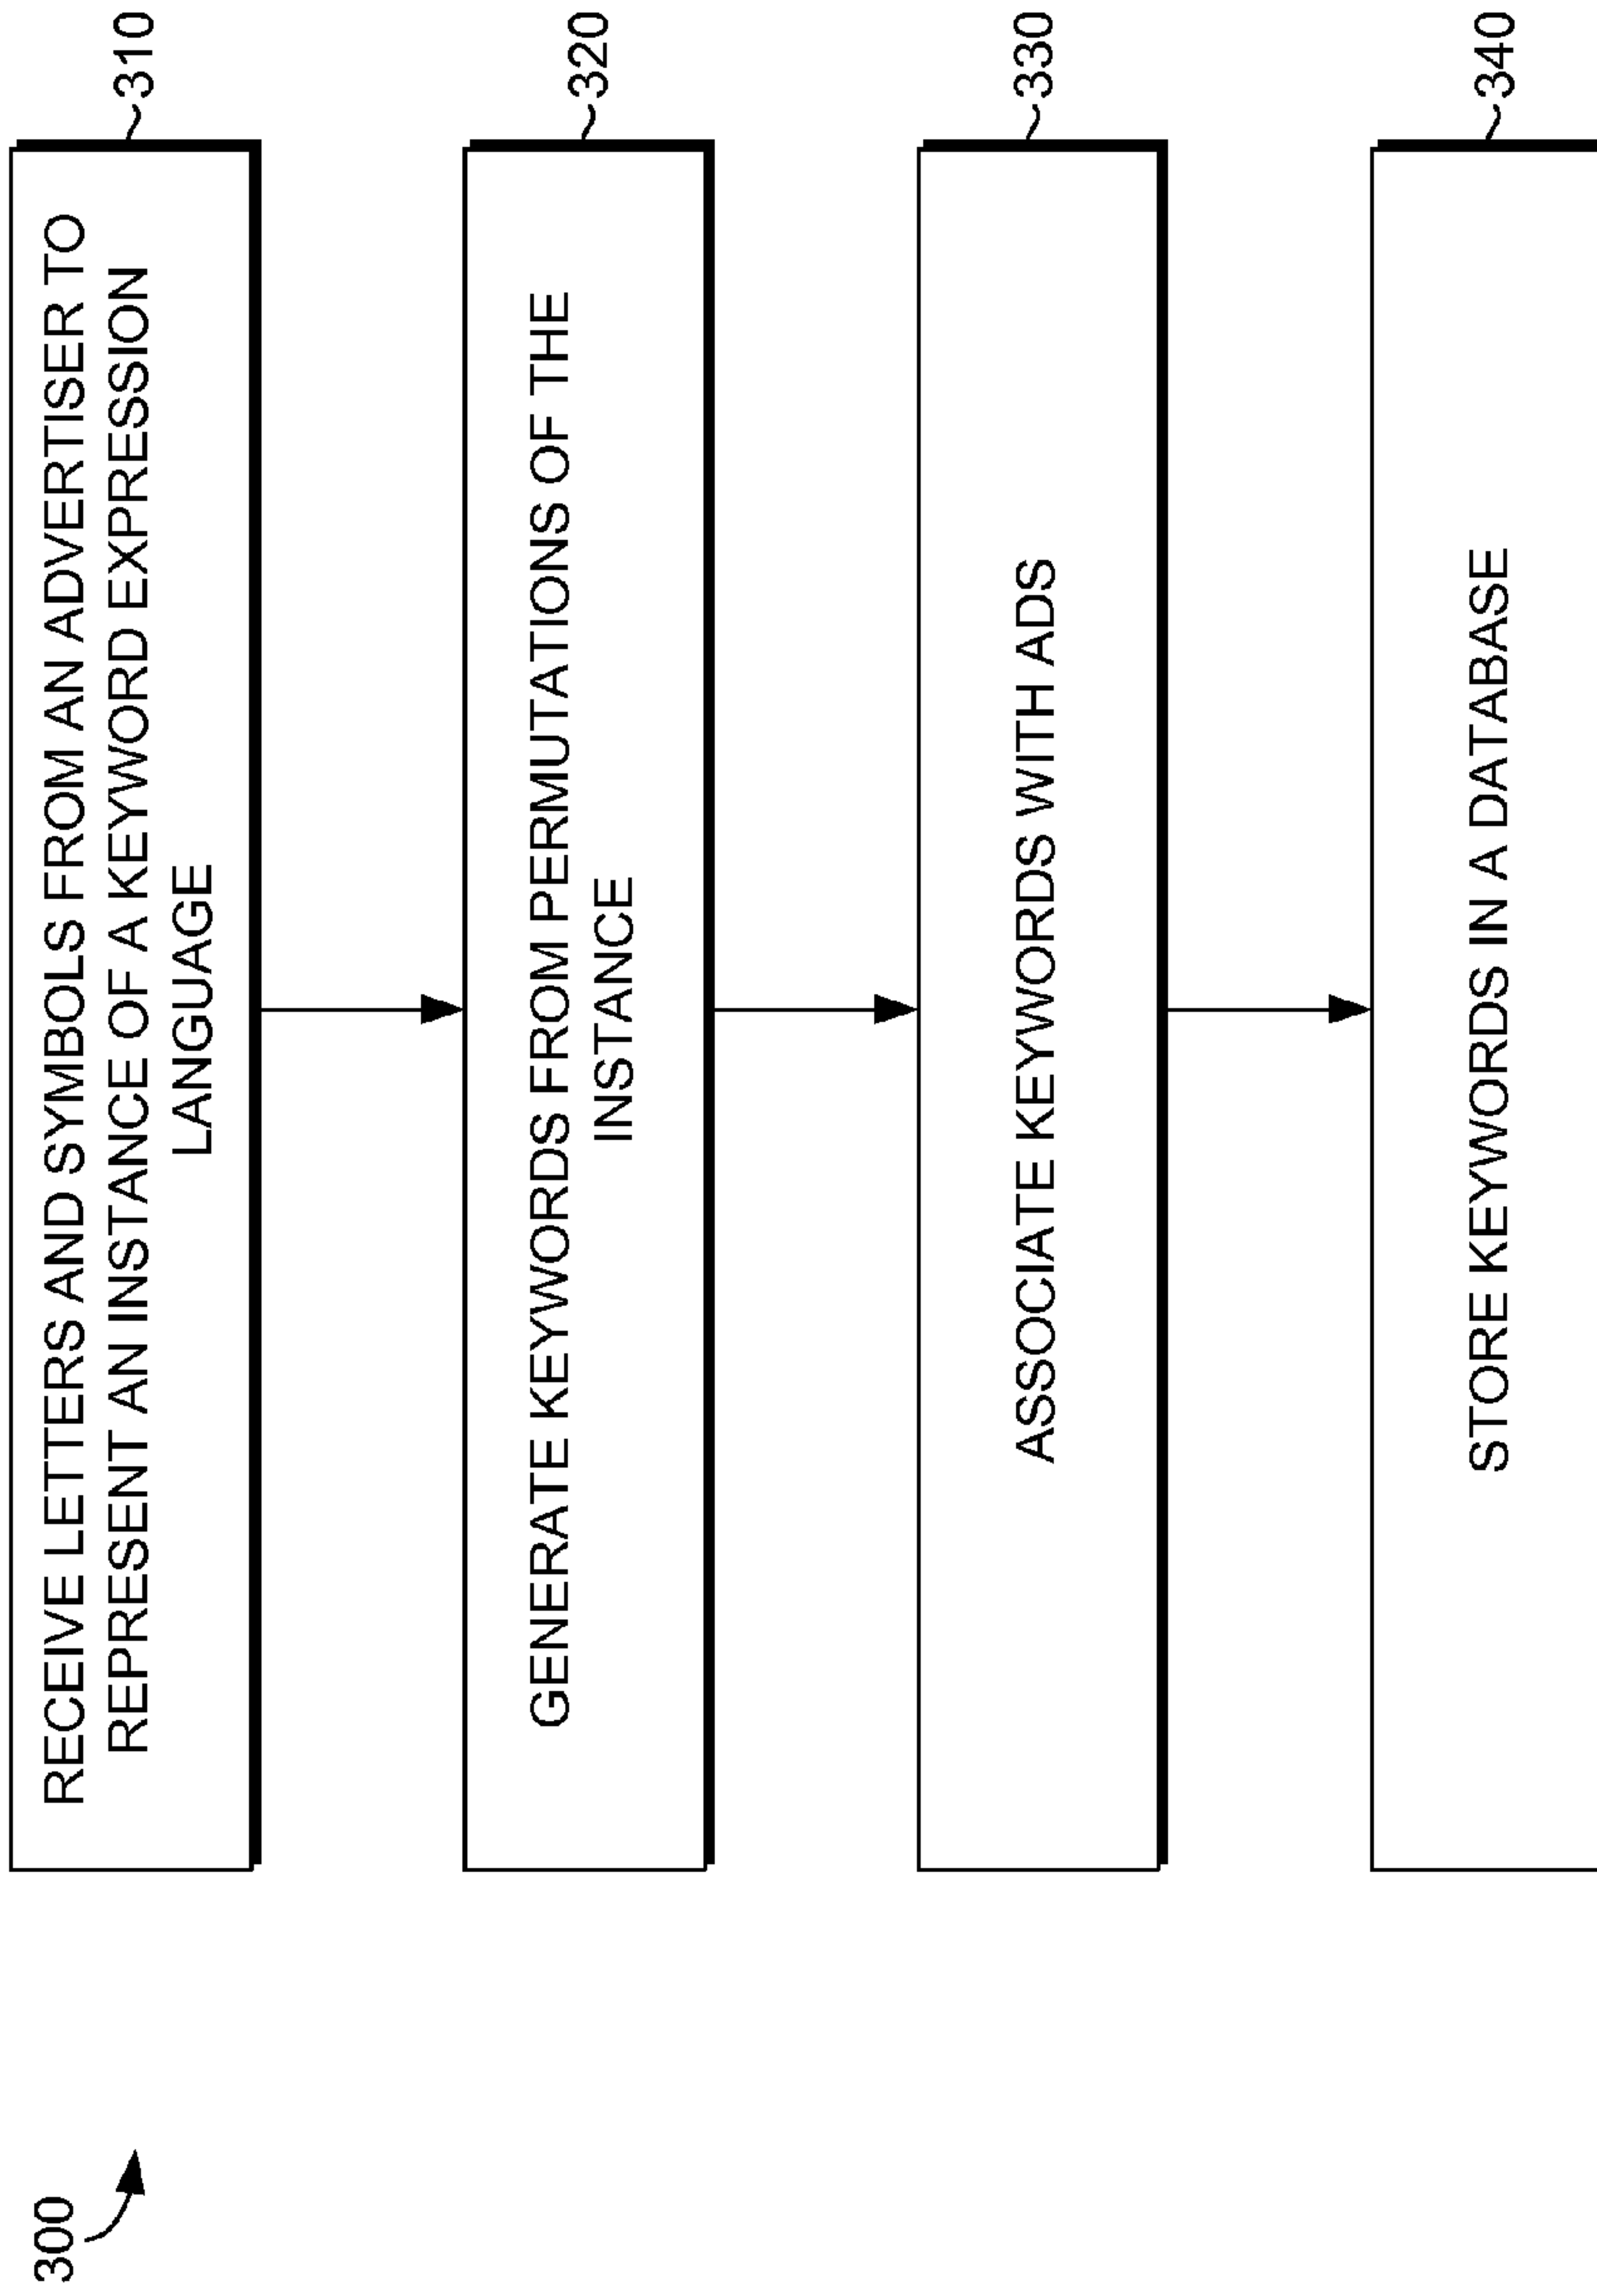 300
RECEIVE LETTERS AND SYMBOLS FROM AN ADVERTISER TO
REPRESENT AN INSTANCE OF A KEYWORD EXPRESSION
LANGUAGE
~310
GENERATE KEYWORDS FROM PERMUTATIONS OF THE
INSTANCE
~320
ASSOCIATE KEYWORDS WITH ADS
~330
STORE KEYWORDS IN A DATABASE
~340